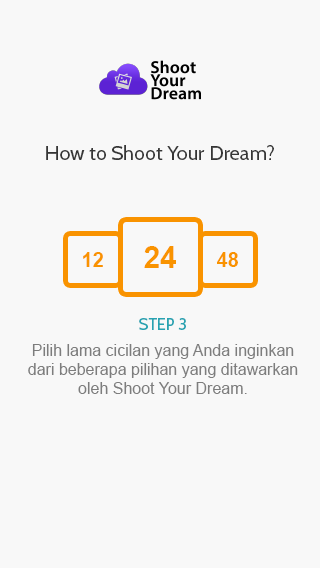 Shoot
Your
Dream
How to Shoot Your Dream?
12 24 48
STEP 3
Pilih lama cicilan yang Anda inginkan
dari beberapa pilihan yang ditawarkan
oleh Shoot Your Dream.